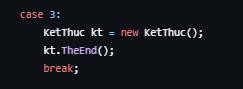 case 3:
KetThuc kt = new KetThuc();
kt.TheEnd();
break;